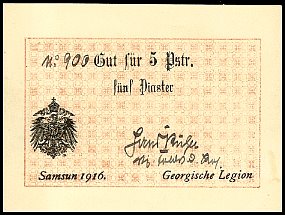 No 900 Gut für 5 Pstr.
fünf Piaster
Samsun 1916. Georgische Legion